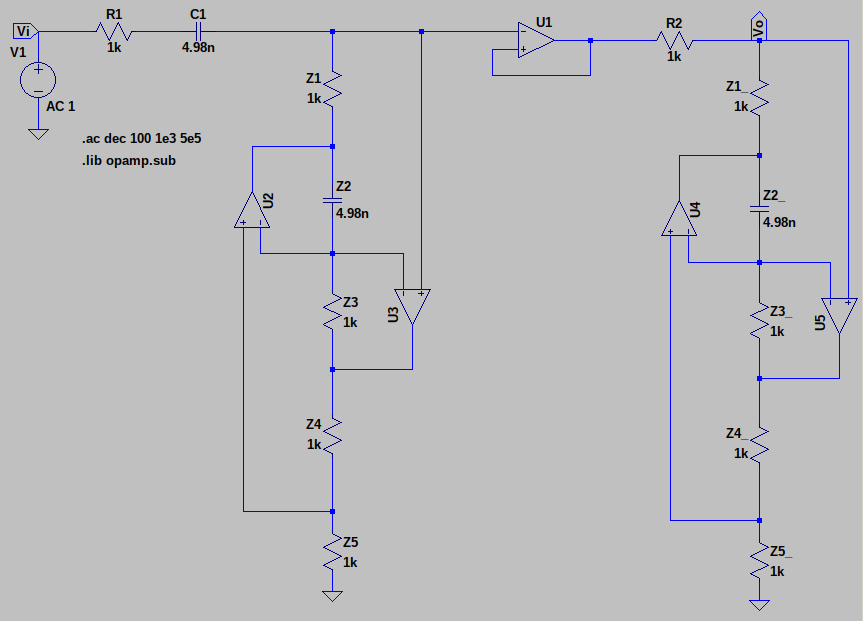 Vi
V1
AC 1
R1
1k
C1
4.98n
.ac dec 100 1e3 5e5
.lib opamp.sub
Z1
1k
U2
Z2
4.98n
U3
Z3
1k
Z4
1k
Z5
1k
U1
R2
1k
Vo
Z1_
1k
U4
Z2_
4.98n
U5
Z3_
1k
Z4_
1k
Z5_
1k